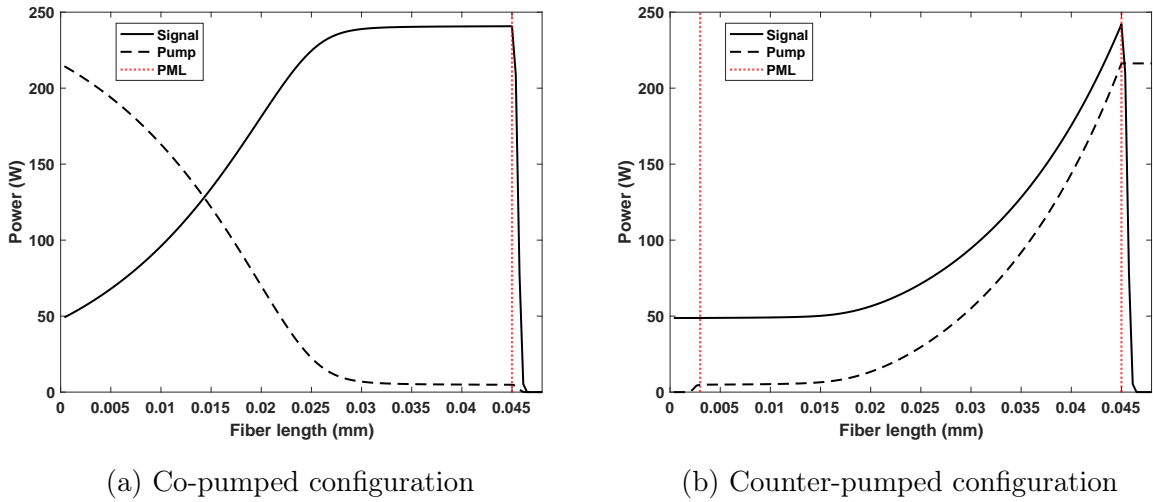 250
200
150
100
50
0
Power (W)
Signal
Pump
PML
0 0.005 0.01 0.015 0.02 0.025 0.03 0.035 0.04 0.045
Fiber length (mm)
(a) Co-pumped configuration
250
200
150
100
50
0
Power (W)
Signal
Pump
PML
0 0.005 0.01 0.015 0.02 0.025 0.03 0.035 0.04 0.045
Fiber length (mm)
(b) Counter-pumped configuration